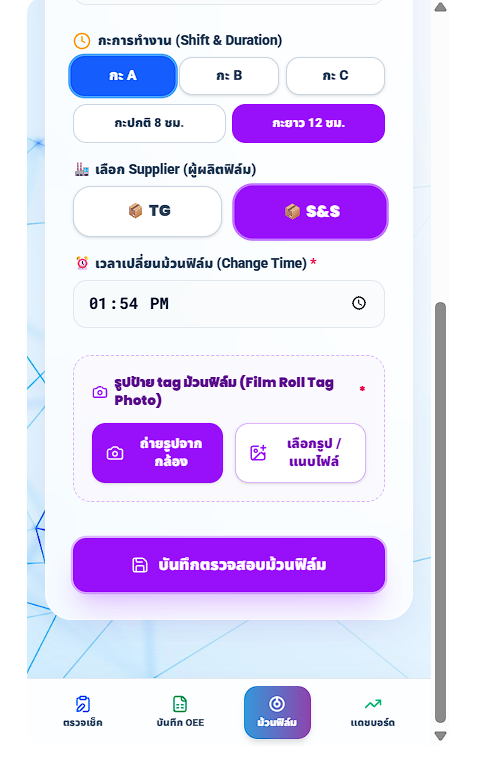 กะการทำงาน (Shift & Duration)
กะ A
กะ B
กะ C
กะปกติ 8 ชม.
กะยาว 12 ชม.
เลือก Supplier (ผู้ผลิตฟิล์ม)
TG
S&S
เวลาเปลี่ยนม้วนฟิล์ม (Change Time) *
01:54 PM
รูปป้าย tag ม้วนฟิล์ม (Film Roll Tag
Photo) *
ถ่ายรูปจาก
กล้อง
เลือกรูป /
แนบไฟล์
บันทึกตรวจสอบม้วนฟิล์ม
ตรวจเช็ค
บันทึก OEE
ม้วนฟิล์ม
แดชบอร์ด